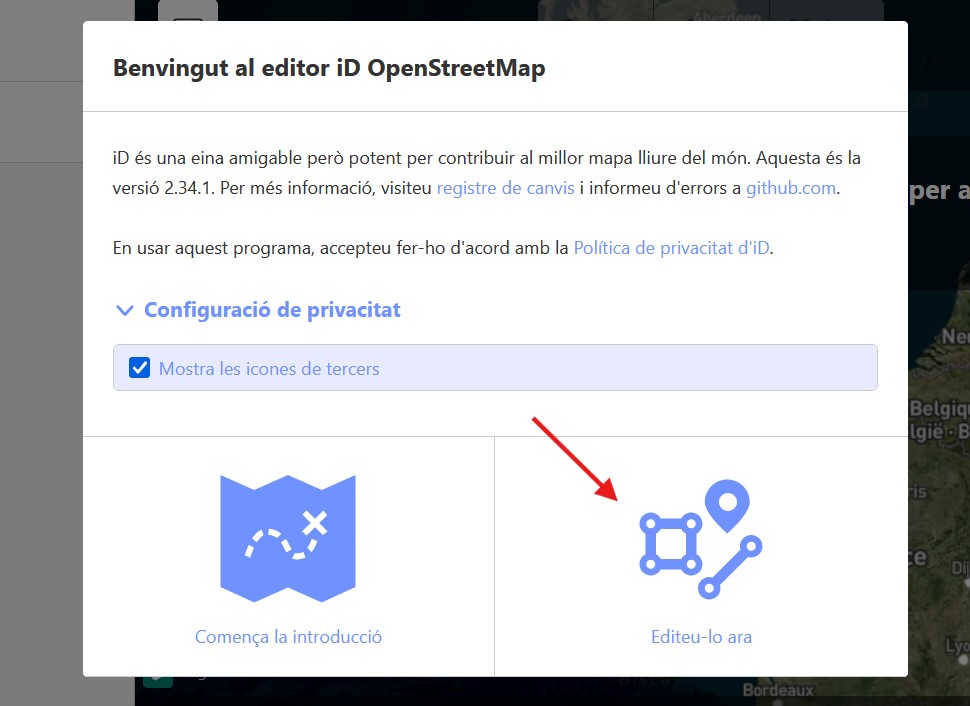 Aberdeen
Benvingut al editor iD OpenStreetMap
iD és una eina amigable però potent per contribuir al millor mapa lliure del món. Aquesta és la
versió 2.34.1. Per més informació, visiteu registre de canvis i informeu d'errors a github.com.
per a
En usar aquest programa, accepteu fer-ho d'acord amb la Política de privacitat d'iD.
Configuració de privacitat
Mostra les icones de tercers
Comença la introducció
Editeu-lo ara
Bordeaux